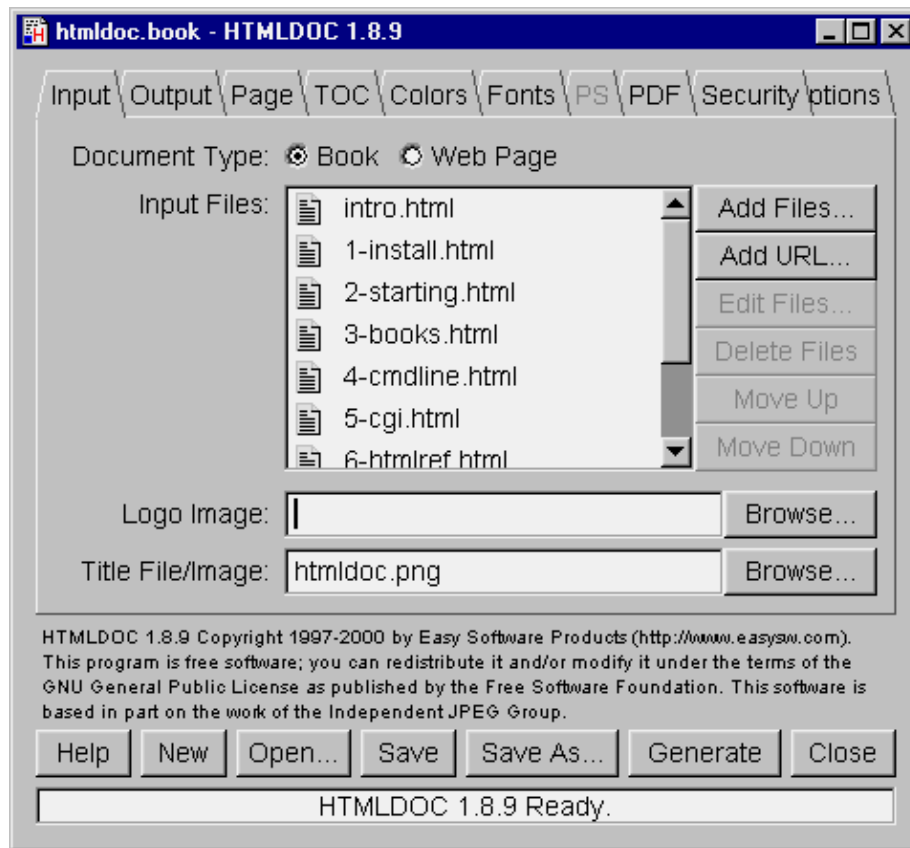 htmldoc.book - HTMLDOC 1.8.9
Input Output Page TOC Colors Fonts PS PDF Security ptions
Document Type: Book Web Page
Input Files:
intro.html
1-install.html
2-starting.html
3-books.html
4-cmdline.html
5-cgi.html
6-htmlref.html
Add Files...
Add URL...
Edit Files...
Delete Files
Move Up
Move Down
Logo Image: Browse...
Title File/Image: htmldoc.png Browse...
HTMLDOC 1.8.9 Copyright 1997-2000 by Easy Software Products (http://www.easysw.com).
This program is free software; you can redistribute it and/or modify it under the terms of the
GNU General Public License as published by the Free Software Foundation. This software is
based in part on the work of the Independent JPEG Group.
Help New Open... Save Save As... Generate Close
HTMLDOC 1.8.9 Ready.